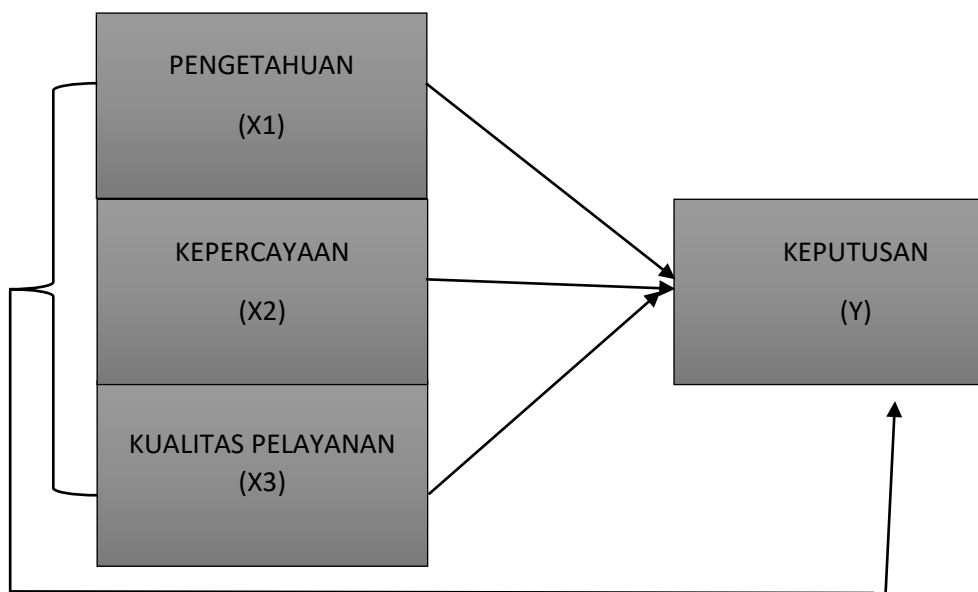 PENGETAHUAN
(X1)
KEPERCAYAAN
(X2)
KUALITAS PELAYANAN
(X3)
KEPUTUSAN
(Y)